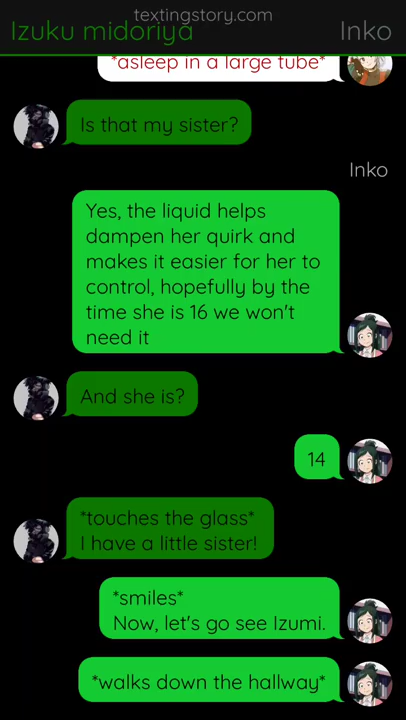 textingstory.com
Izuku midoriya
Inko
*asleep in a large tube*
Is that my sister?
Inko
Yes, the liquid helps
dampen her quirk and
makes it easier for her to
control, hopefully by the
time she is 16 we won't
need it
And she is?
14
*touches the glass*
I have a little sister!
*smiles*
Now, let's go see Izumi.
*walks down the hallway*